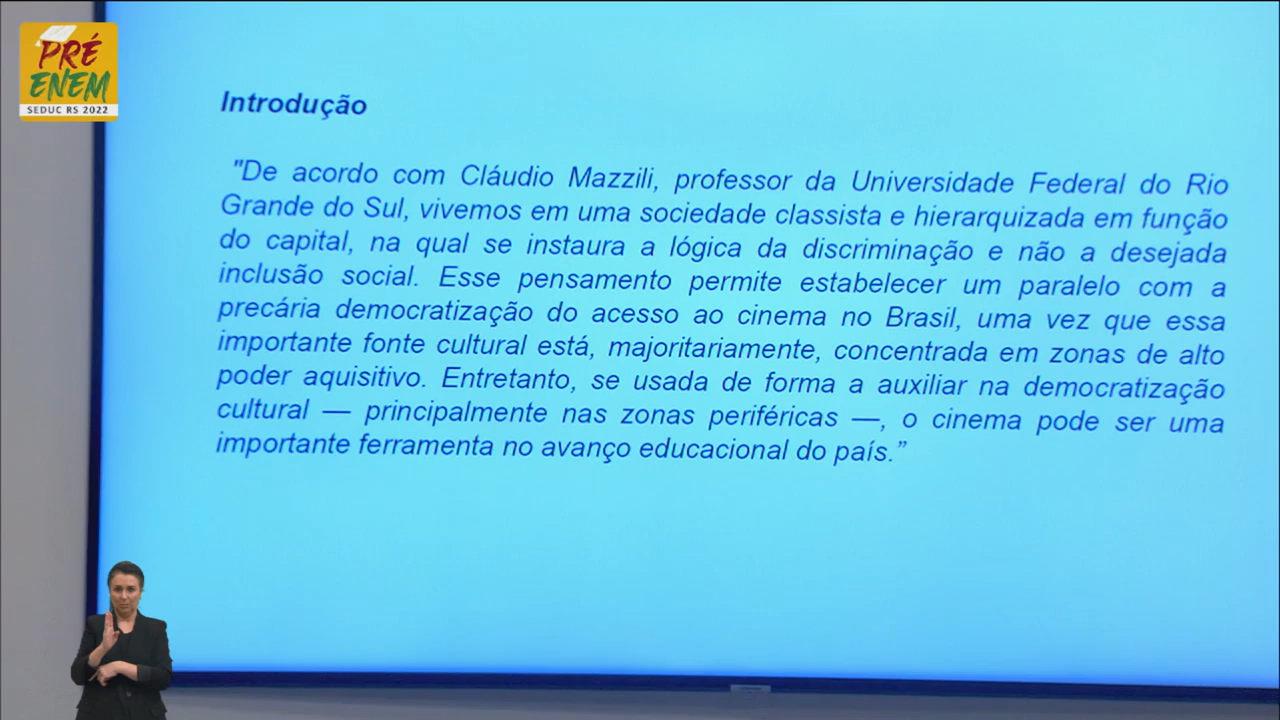 PRÉ
ENEM
SEDUC RS 2022
Introdução
"De acordo com Cláudio Mazzili, professor da Universidade Federal do Rio
Grande do Sul, vivemos em uma sociedade classista e hierarquizada em função
do capital, na qual se instaura a lógica da discriminação e não a desejada
inclusão social. Esse pensamento permite estabelecer um paralelo com a
precária democratização do acesso ao cinema no Brasil, uma vez que essa
importante fonte cultural está, majoritariamente, concentrada em zonas de alto
poder aquisitivo. Entretanto, se usada de forma a auxiliar na democratização
cultural — principalmente nas zonas periféricas —, o cinema pode ser uma
importante ferramenta no avanço educacional do país.”